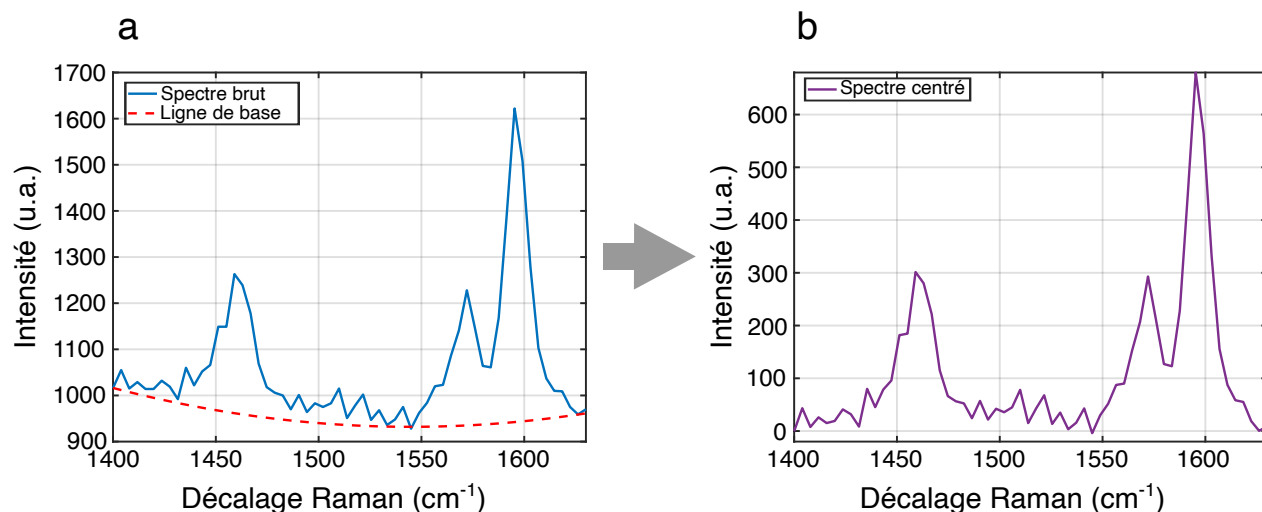 a
1700
1600
1500
1400
1300
1200
1100
1000
900
Intensité (u.a.)
Spectre brut
Ligne de base
1400
1450
1500
1550
1600
Décalage Raman (cm⁻¹)
b
600
500
400
300
200
100
0
Intensité (u.a.)
Spectre centré
1400
1450
1500
1550
1600
Décalage Raman (cm⁻¹)